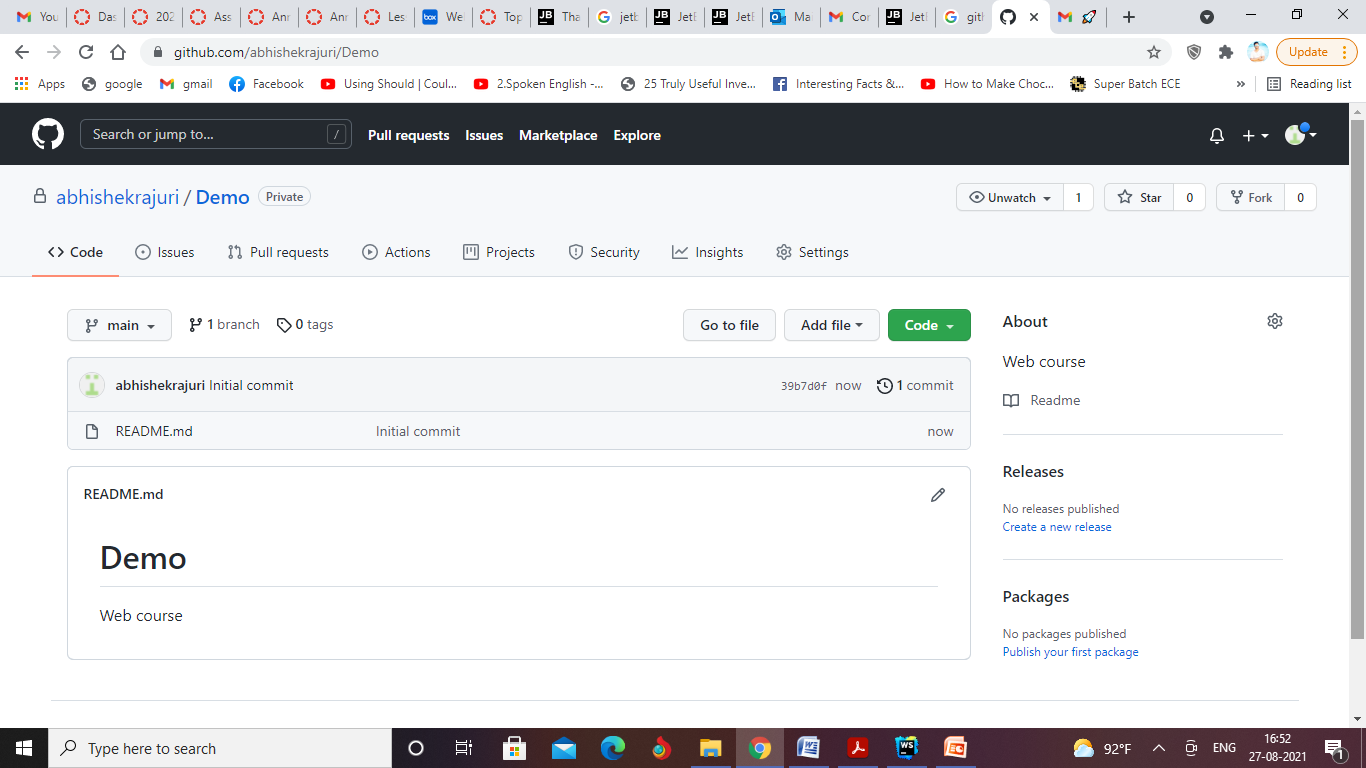 You Das 202 Ass Anr Anr Les We Top Tha jetb JetB JetB Ma Cor JetB gith
github.com/abhishekrajuri/Demo Update
Apps google gmail Facebook Using Should | Coul... 2.Spoken English -... 25 Truly Useful Inve... Interesting Facts &... How to Make Choc... Super Batch ECE » Reading list
Search or jump to... / Pull requests Issues Marketplace Explore
abhishekrajuri / Demo Private Unwatch 1 Star 0 Fork 0
Code Issues Pull requests Actions Projects Security Insights Settings
main 1 branch 0 tags Go to file Add file Code About
Web course
abhishekrajuri Initial commit 39b7d0f now 1 commit
Readme
README.md Initial commit now
Releases
README.md
No releases published
Create a new release
Demo
Packages
Web course
No packages published
Publish your first package
Type here to search 92°F ENG 16:52
27-08-2021 1